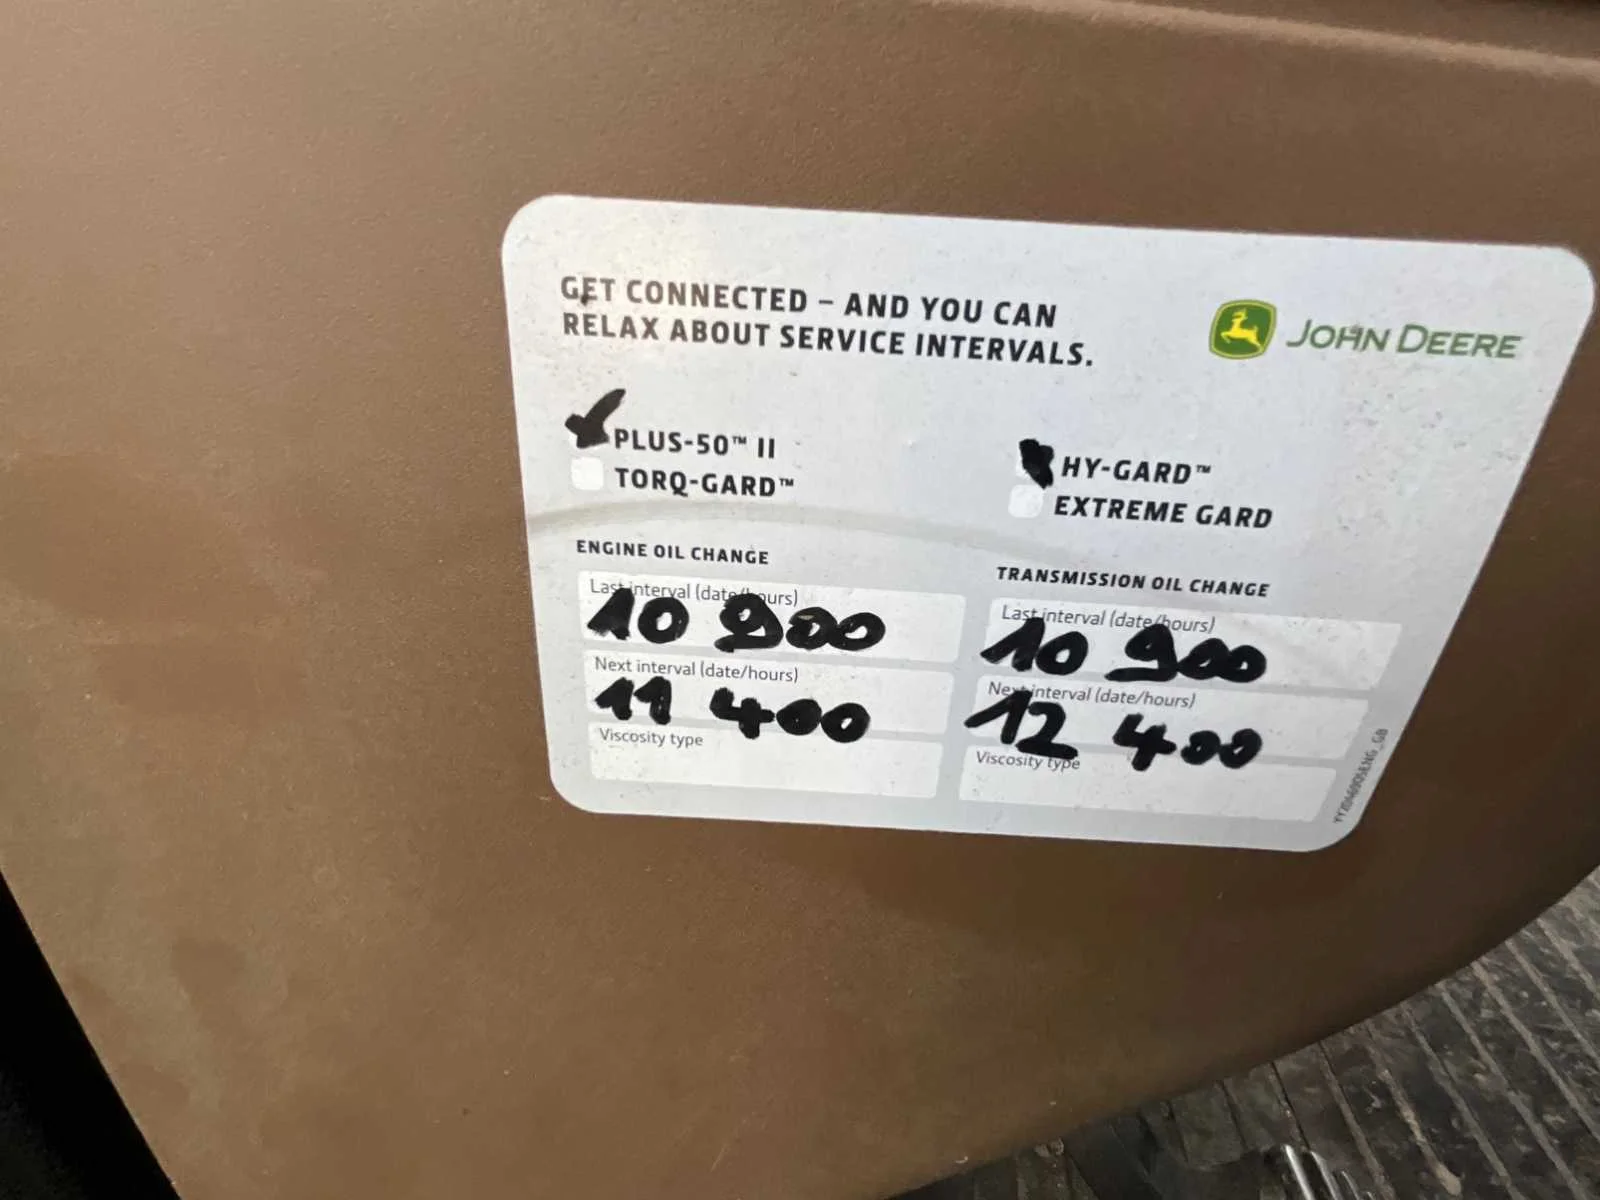 GET CONNECTED – AND YOU CAN
RELAX ABOUT SERVICE INTERVALS.
JOHN DEERE
PLUS-50™ II
TORQ-GARD™
HY-GARD™
EXTREME GARD
ENGINE OIL CHANGE
Last interval (date/hours)
10 900
Next interval (date/hours)
11 400
Viscosity type
TRANSMISSION OIL CHANGE
Last interval (date/hours)
10 900
Next interval (date/hours)
12 400
Viscosity type